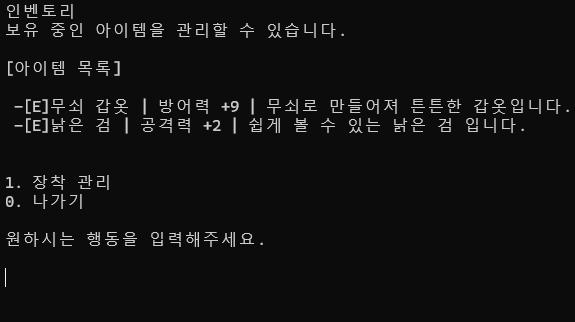 인벤토리
보유 중인 아이템을 관리할 수 있습니다.
[아이템 목록]
-[E]무쇠 갑옷 | 방어력 +9 | 무쇠로 만들어져 튼튼한 갑옷입니다.
-[E]낡은 검 | 공격력 +2 | 쉽게 볼 수 있는 낡은 검 입니다.
1. 장착 관리
0. 나가기
원하시는 행동을 입력해주세요.